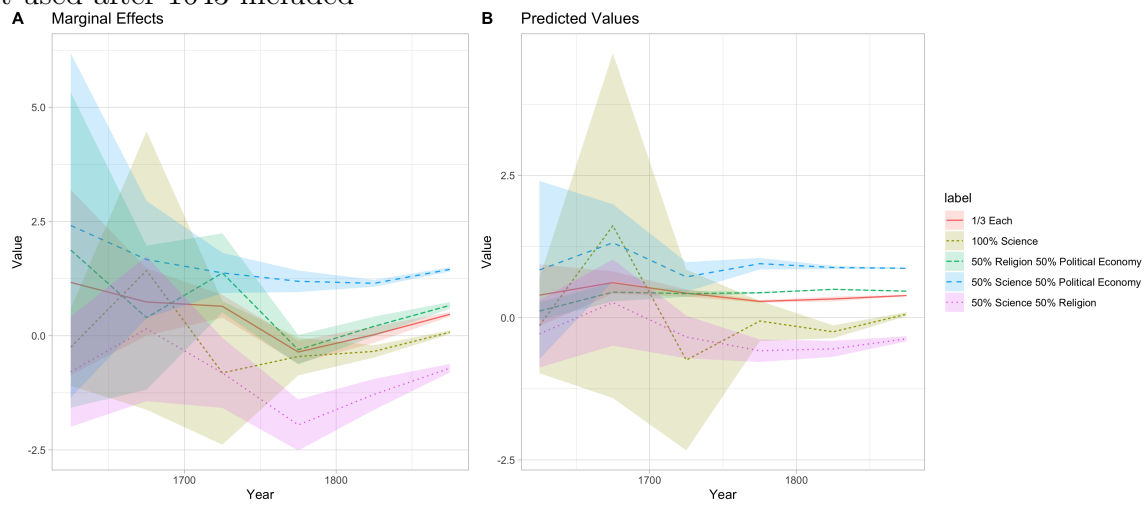 A Marginal Effects
B Predicted Values
5.0
2.5
0.0
-2.5
Value
1700
1800
Year
2.5
0.0
-2.5
Value
1700
1800
Year
label
1/3 Each
100% Science
50% Religion 50% Political Economy
50% Science 50% Political Economy
50% Science 50% Religion